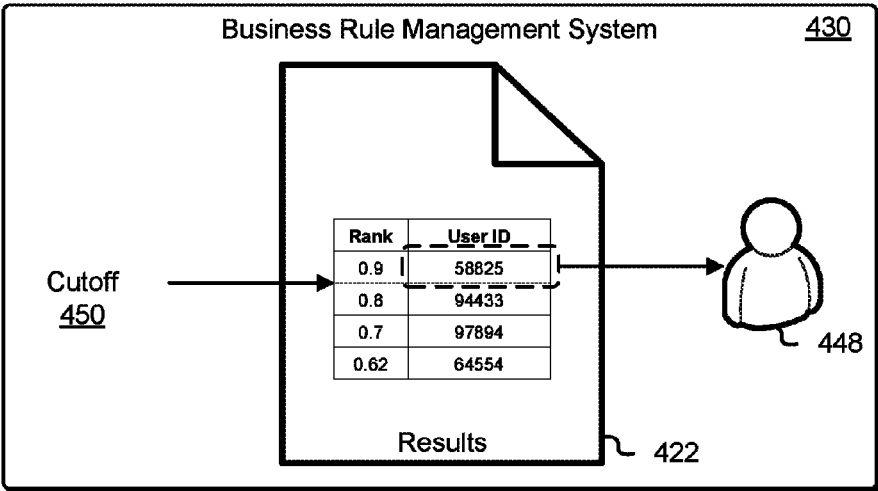 Business Rule Management System 430
Rank User ID
0.9 58825
0.8 94433
0.7 97894
0.62 64554
Cutoff
450
448
Results
422